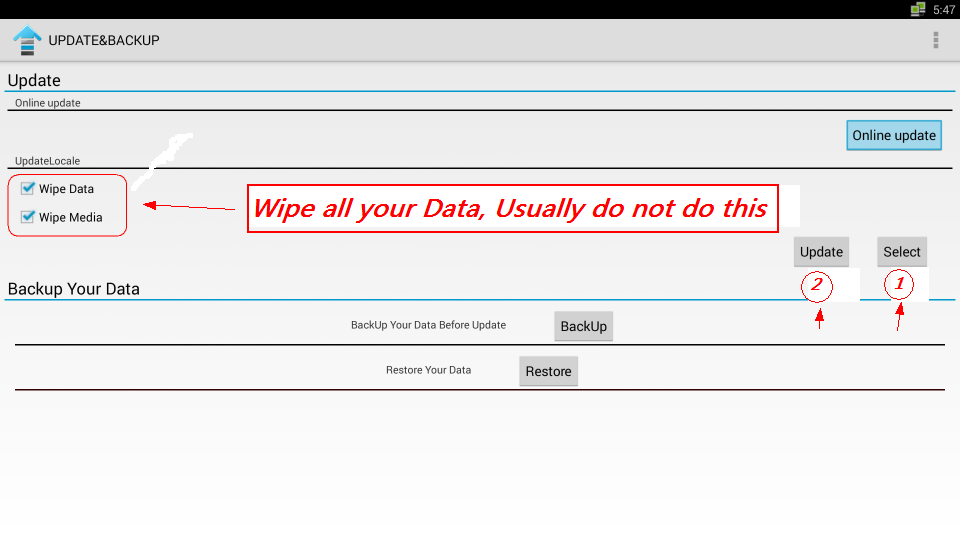 5:47
UPDATE&BACKUP
Update
Online update
Online update
UpdateLocale
Wipe Data
Wipe Media
Wipe all your Data, Usually do not do this
Update
Select
2
1
Backup Your Data
BackUp Your Data Before Update
BackUp
Restore Your Data
Restore